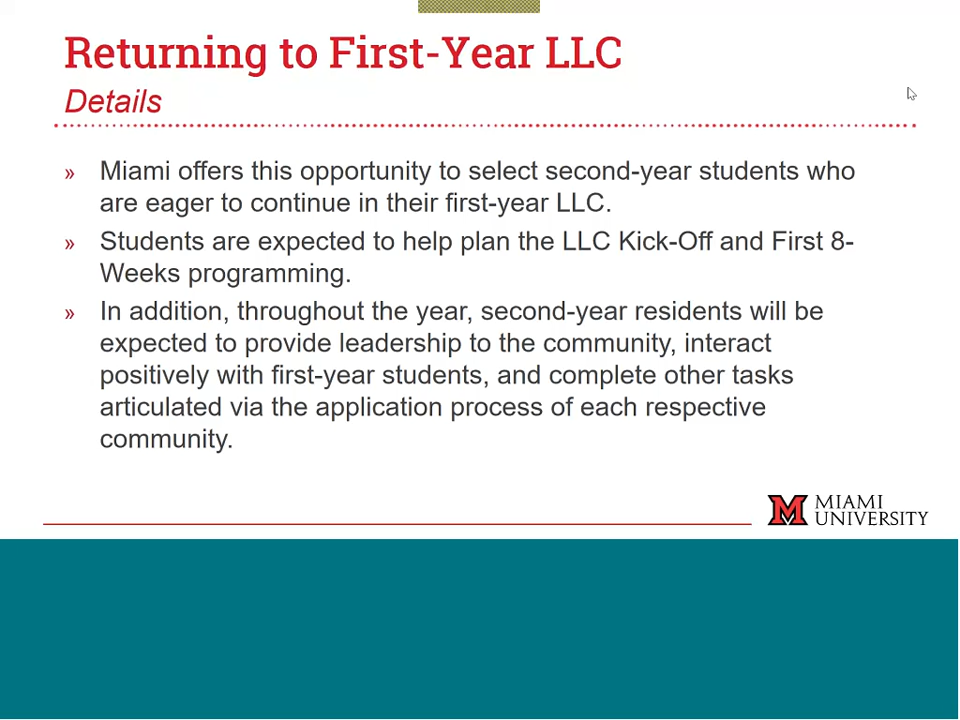 Returning to First-Year LLC
Details
» Miami offers this opportunity to select second-year students who
are eager to continue in their first-year LLC.
» Students are expected to help plan the LLC Kick-Off and First 8-
Weeks programming.
» In addition, throughout the year, second-year residents will be
expected to provide leadership to the community, interact
positively with first-year students, and complete other tasks
articulated via the application process of each respective
community.
M MIAMI
UNIVERSITY